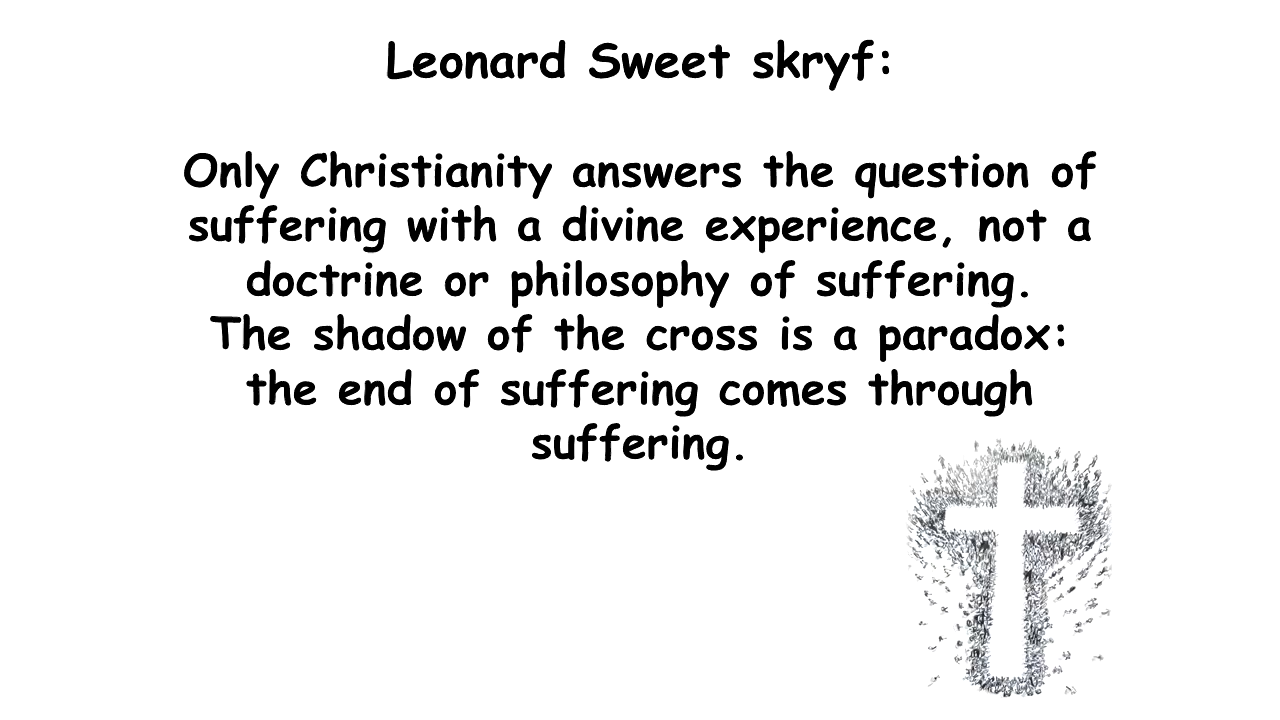 Leonard Sweet skryf:
Only Christianity answers the question of
suffering with a divine experience, not a
doctrine or philosophy of suffering.
The shadow of the cross is a paradox:
the end of suffering comes through
suffering.